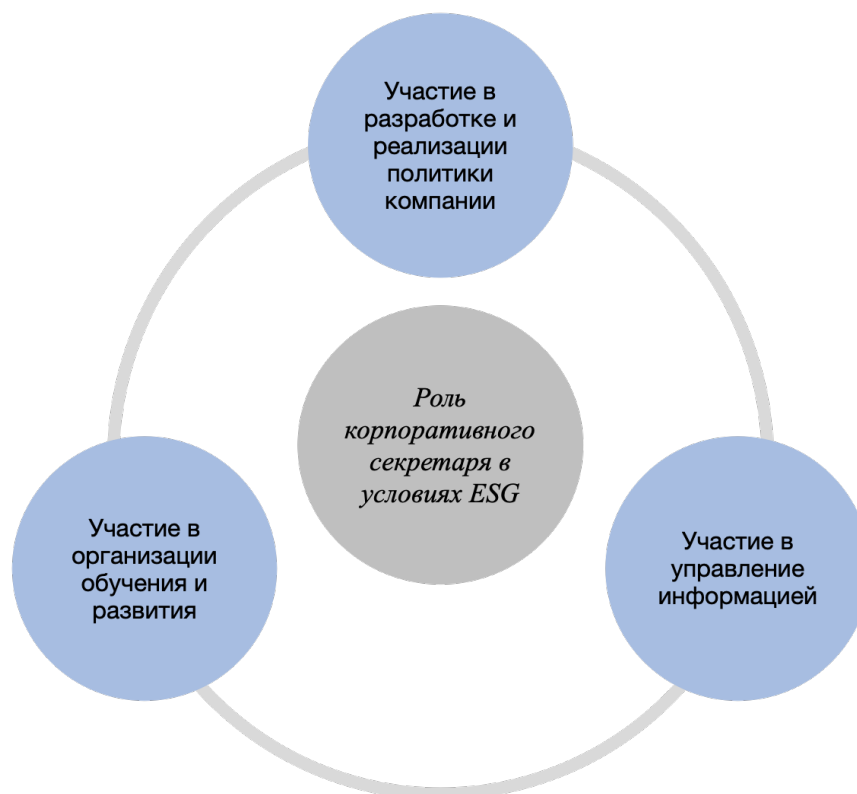 Участие в
разработке и
реализации
политики
компании
Роль
корпоративного
секретаря в
условиях ESG
Участие в
организации
обучения и
развития
Участие в
управление
информацией